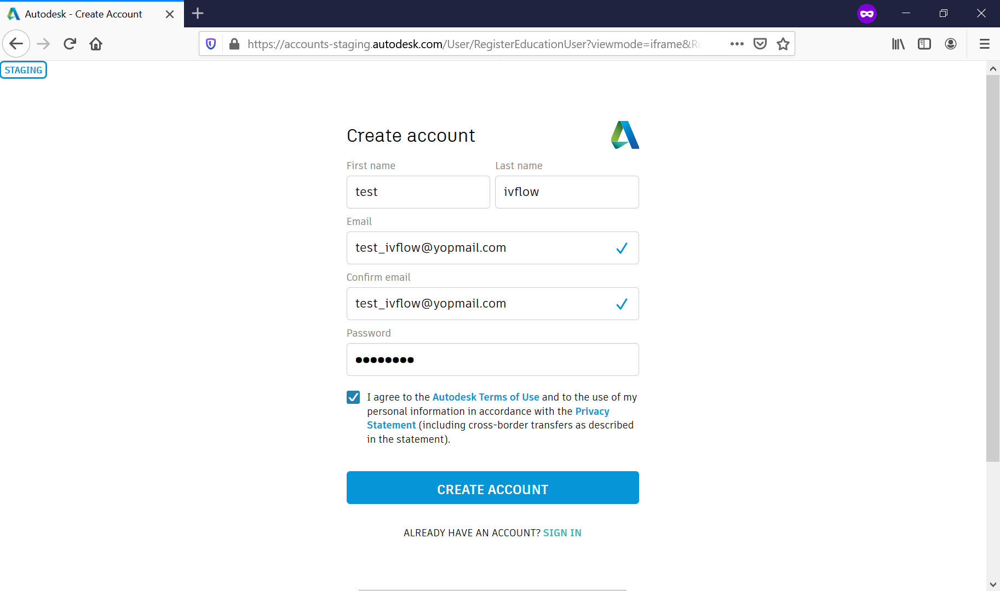 Autodesk - Create Account
https://accounts-staging.autodesk.com/User/RegisterEducationUser?viewmode=iframe&Re
STAGING
Create account
First name
Last name
test
ivflow
Email
test_ivflow@yopmail.com
Confirm email
test_ivflow@yopmail.com
Password
I agree to the Autodesk Terms of Use and to the use of my
personal information in accordance with the Privacy
Statement (including cross-border transfers as described
in the statement).
CREATE ACCOUNT
ALREADY HAVE AN ACCOUNT? SIGN IN